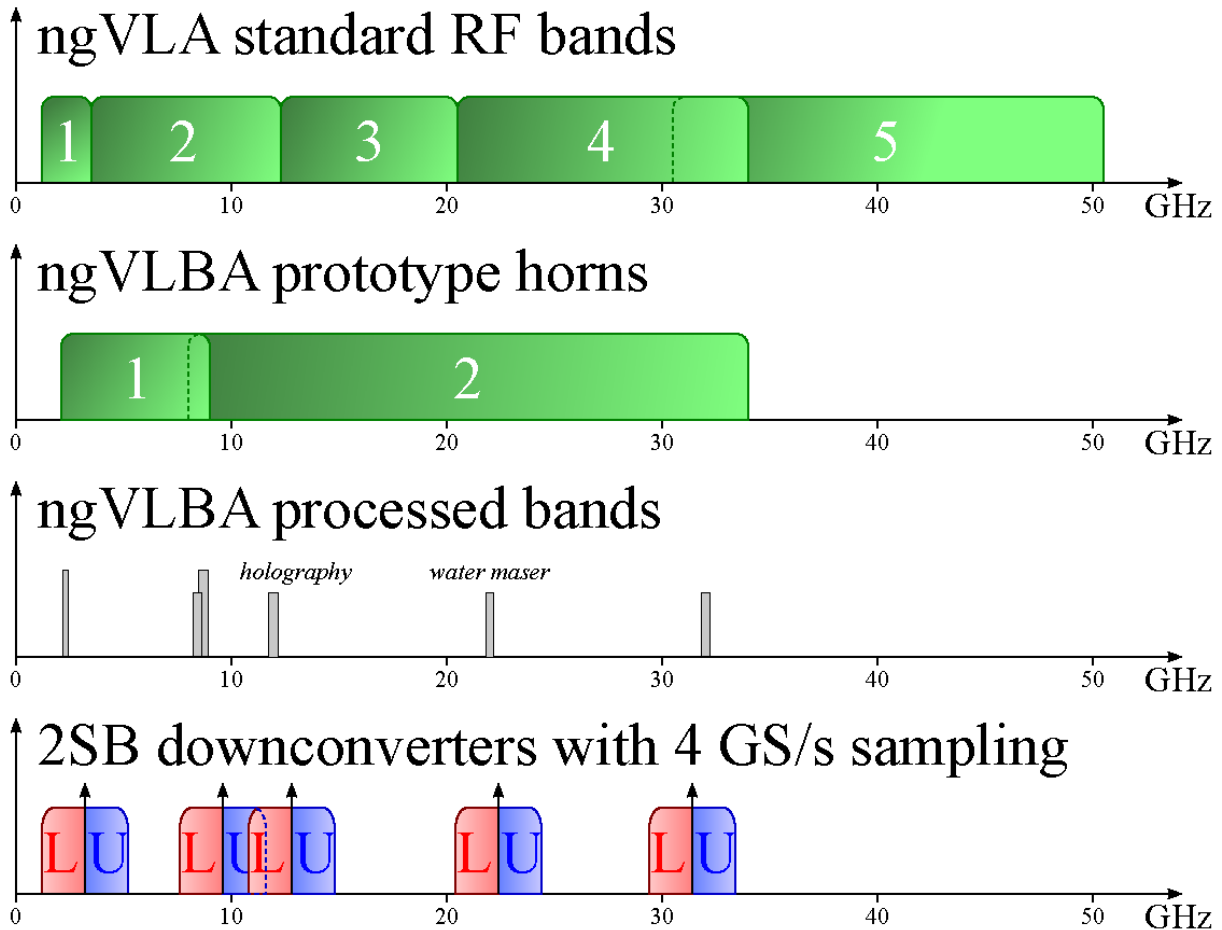 ngVLA standard RF bands
1 2 3 4 5
0 10 20 30 40 50 GHz
ngVLBA prototype horns
1 2
0 10 20 30 40 50 GHz
ngVLBA processed bands
holography water maser
0 10 20 30 40 50 GHz
2SB downconverters with 4 GS/s sampling
L U L U L U L U L U
0 10 20 30 40 50 GHz